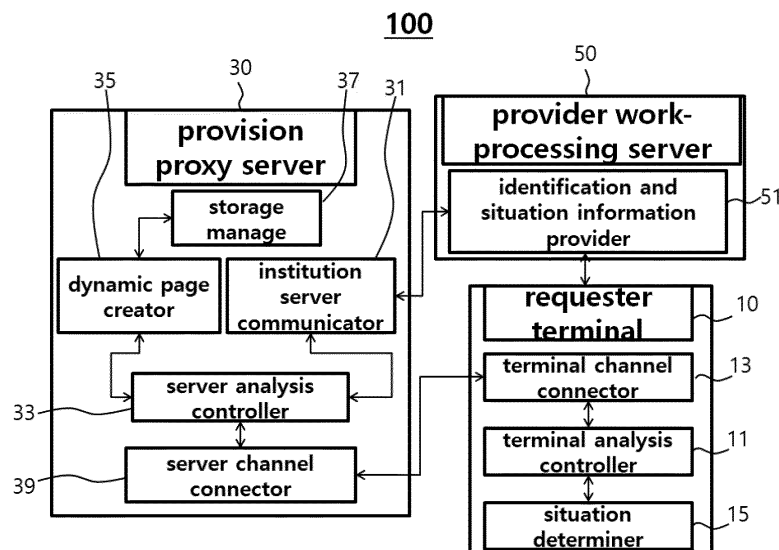 100
35
30
37
31
50
provision
proxy server
provider work-
processing server
storage
manage
identification and
situation information
provider
51
dynamic page
creator
institution
server
communicator
requester
terminal
10
server analysis
controller
33
terminal channel
connector
13
server channel
connector
39
terminal analysis
controller
11
situation
determiner
15